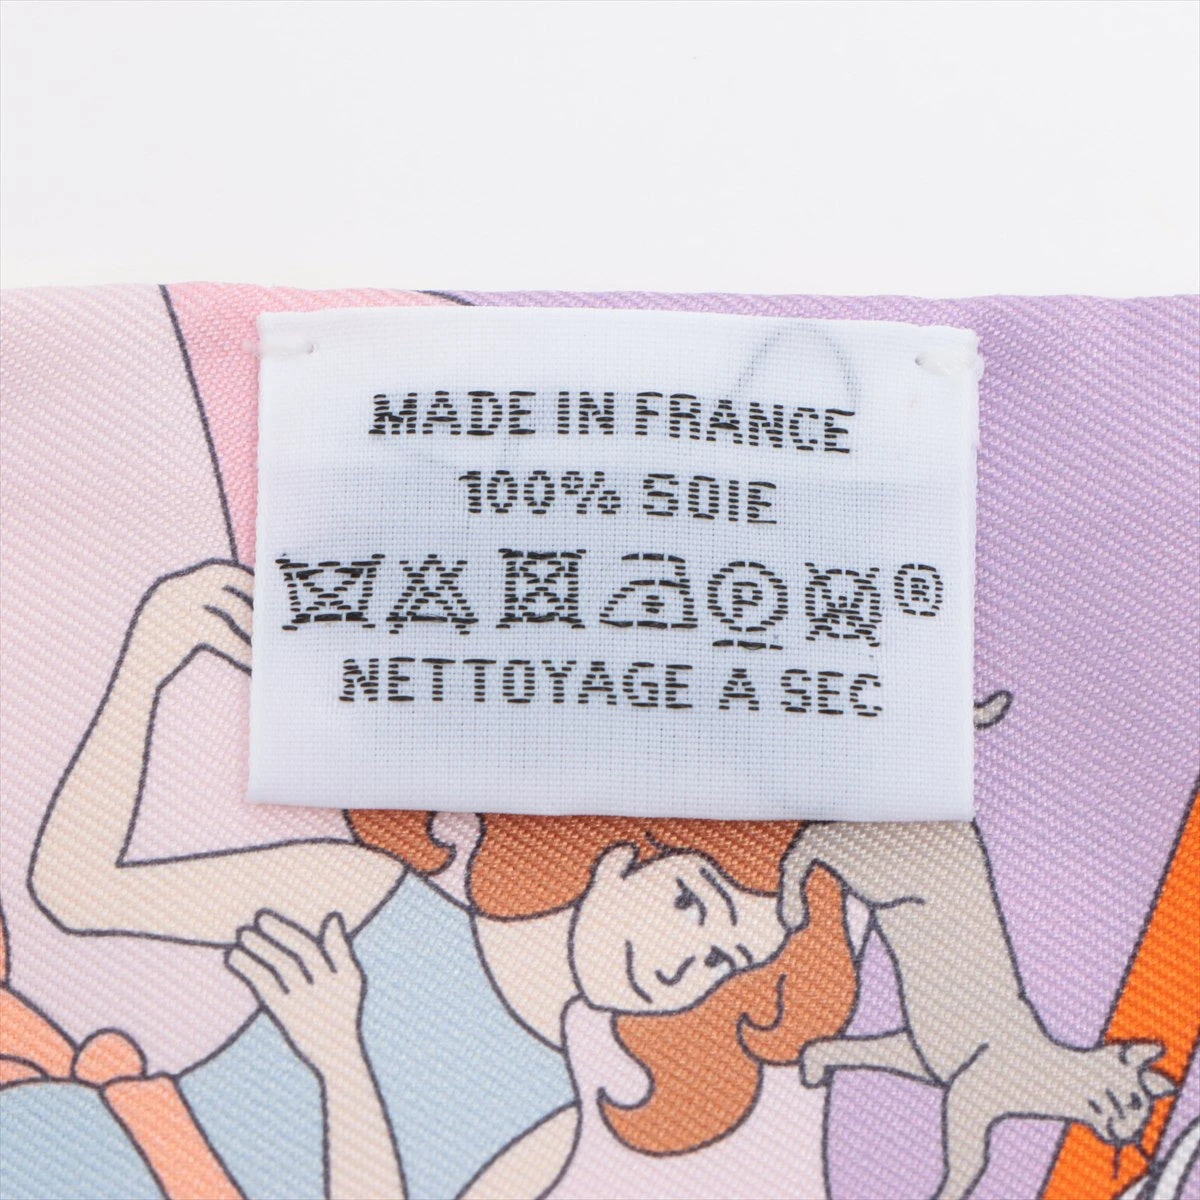 MADE IN FRANCE
100% SOIE
P ®
NETTOYAGE A SEC